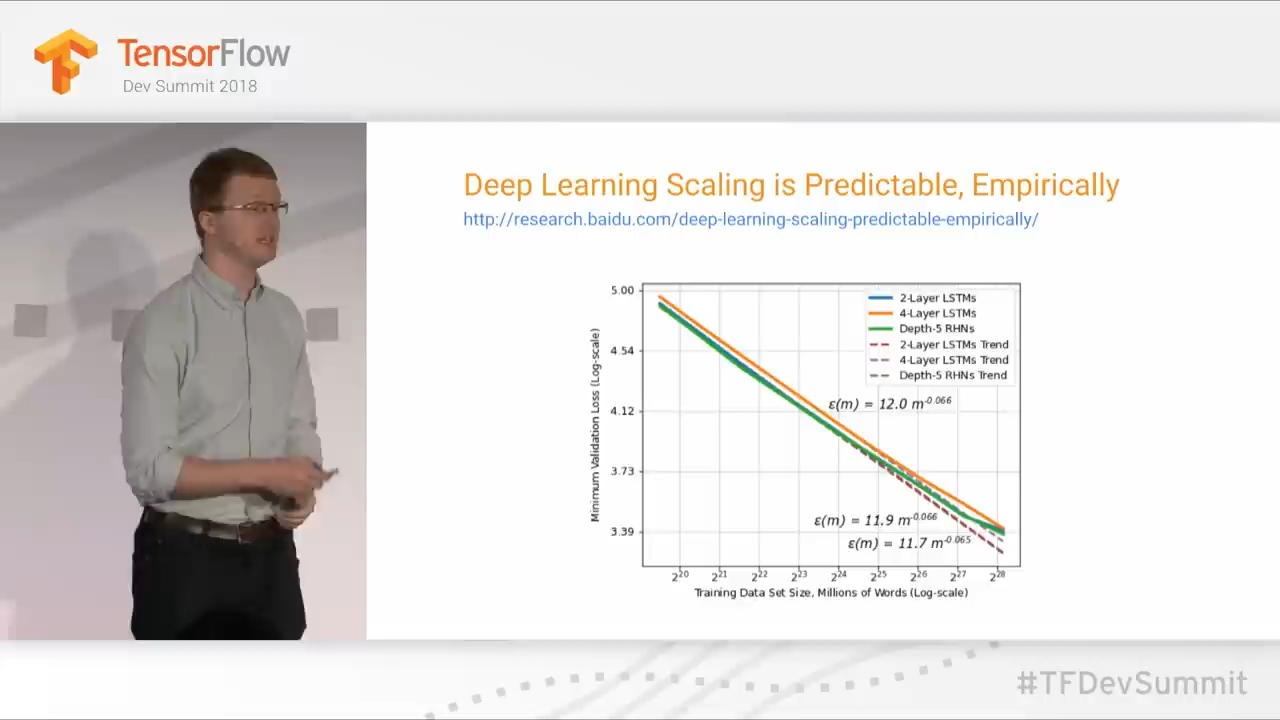 TensorFlow
Dev Summit 2018
Deep Learning Scaling is Predictable, Empirically
http://research.baidu.com/deep-learning-scaling-predictable-empirically/
5.00
4.54
4.12
3.73
3.39
Minimum Validation Loss (Log-scale)
2-Layer LSTMs
4-Layer LSTMs
Depth-5 RHNs
2-Layer LSTMs Trend
4-Layer LSTMs Trend
Depth-5 RHNs Trend
ε(m) = 12.0 m^-0.066
ε(m) = 11.9 m^-0.066
ε(m) = 11.7 m^-0.065
2^20 2^21 2^22 2^23 2^24 2^25 2^26 2^27 2^28
Training Data Set Size, Millions of Words (Log-scale)
#TFDevSummit